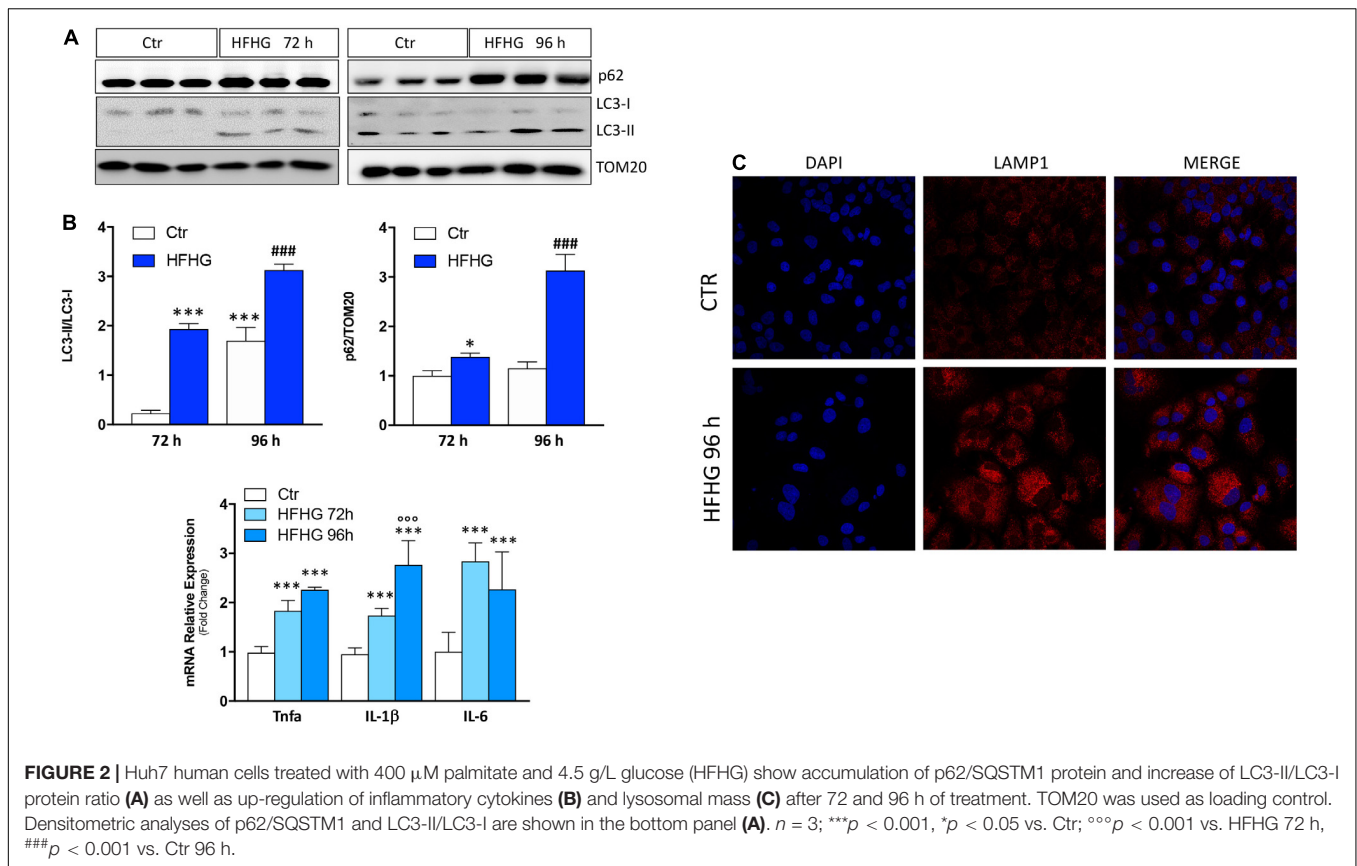 A
Ctr HFHG 72 h Ctr HFHG 96 h
p62
LC3-I
LC3-II
TOM20
B
LC3-II/LC3-I
4
3
2
1
0
Ctr
HFHG
***
***
###
72 h 96 h
p62/TOM20
4
3
2
1
0
Ctr
HFHG
*
###
72 h 96 h
mRNA Relative Expression
(Fold Change)
4
3
2
1
0
Ctr
HFHG 72h
HFHG 96h
*** ***
***
°°°
***
*** ***
Tnfa IL-1β IL-6
C
DAPI LAMP1 MERGE
CTR
HFHG 96 h
FIGURE 2 | Huh7 human cells treated with 400 μM palmitate and 4.5 g/L glucose (HFHG) show accumulation of p62/SQSTM1 protein and increase of LC3-II/LC3-I
protein ratio (A) as well as up-regulation of inflammatory cytokines (B) and lysosomal mass (C) after 72 and 96 h of treatment. TOM20 was used as loading control.
Densitometric analyses of p62/SQSTM1 and LC3-II/LC3-I are shown in the bottom panel (A). n = 3; ***p < 0.001, *p < 0.05 vs. Ctr; °°°p < 0.001 vs. HFHG 72 h,
###p < 0.001 vs. Ctr 96 h.